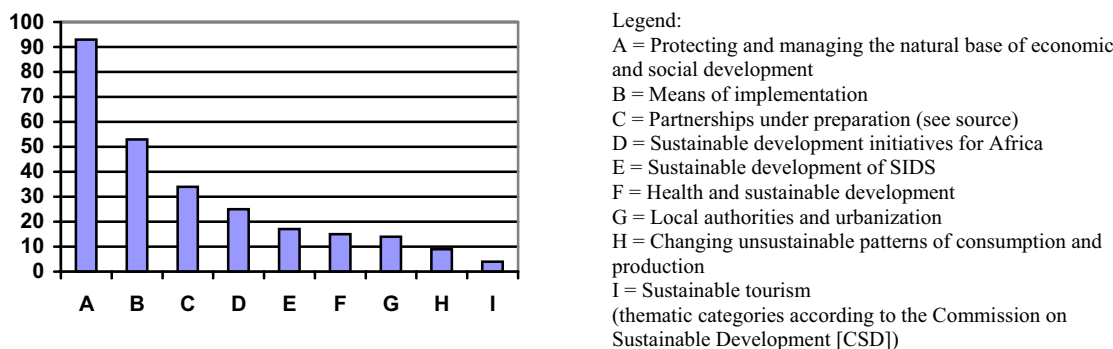 100
90
80
70
60
50
40
30
20
10
0
A B C D E F G H I
Legend:
A = Protecting and managing the natural base of economic
and social development
B = Means of implementation
C = Partnerships under preparation (see source)
D = Sustainable development initiatives for Africa
E = Sustainable development of SIDS
F = Health and sustainable development
G = Local authorities and urbanization
H = Changing unsustainable patterns of consumption and
production
I = Sustainable tourism
(thematic categories according to the Commission on
Sustainable Development [CSD])